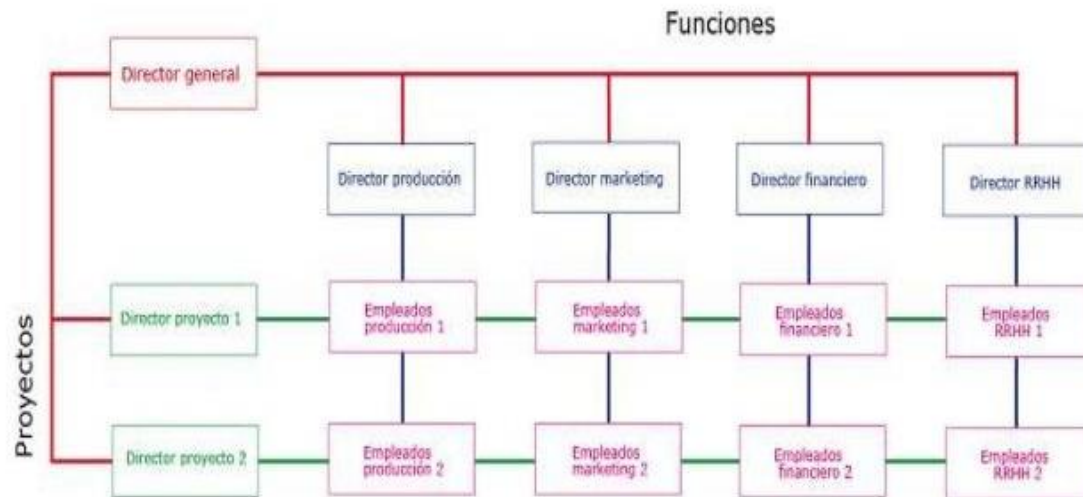 Funciones
Director general
Director producción
Director marketing
Director financiero
Director RRHH
Proyectos
Director proyecto 1
Empleados
producción 1
Empleados
marketing 1
Empleados
financiero 1
Empleados
RRHH 1
Director proyecto 2
Empleados
producción 2
Empleados
marketing 2
Empleados
financiero 2
Empleados
RRHH 2